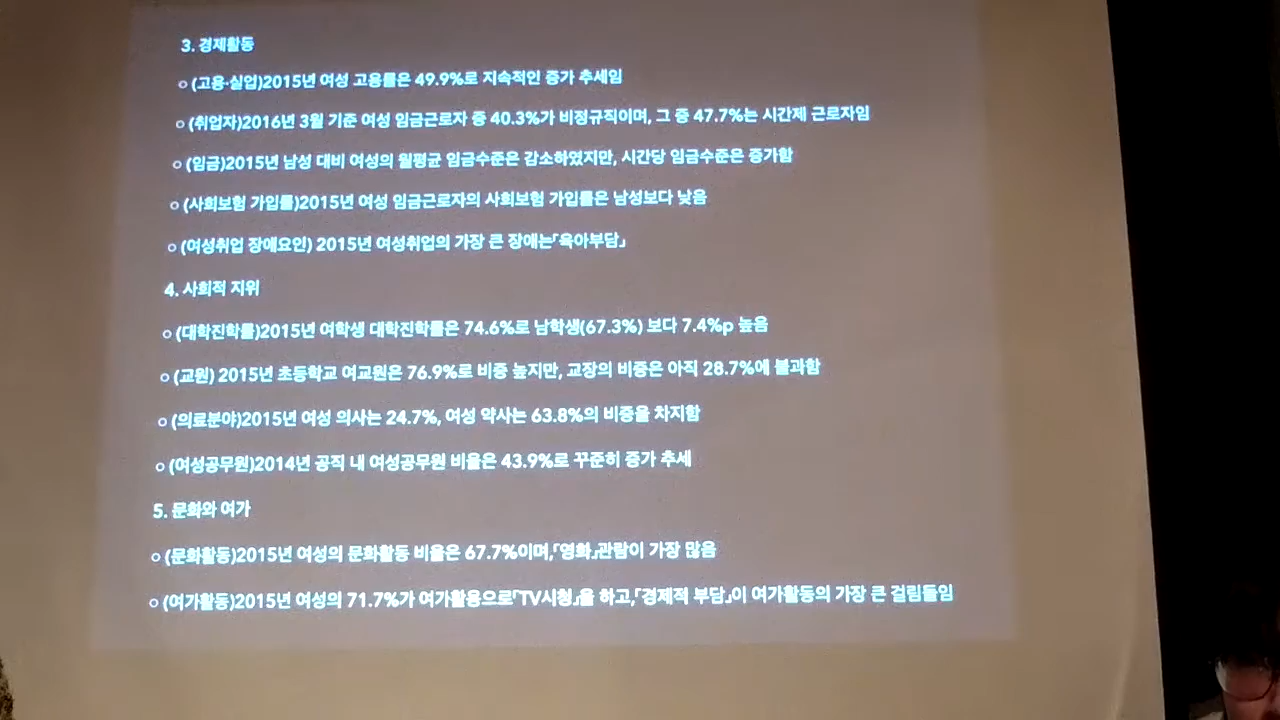 3. 경제활동
○ (고용·실업)2015년 여성 고용률은 49.9%로 지속적인 증가 추세임
○ (취업자)2016년 3월 기준 여성 임금근로자 중 40.3%가 비정규직이며, 그 중 47.7%는 시간제 근로자임
○ (임금)2015년 남성 대비 여성의 월평균 임금수준은 감소하였지만, 시간당 임금수준은 증가함
○ (사회보험 가입률)2015년 여성 임금근로자의 사회보험 가입률은 남성보다 낮음
○ (여성취업 장애요인) 2015년 여성취업의 가장 큰 장애는｢육아부담｣
4. 사회적 지위
○ (대학진학률)2015년 여학생 대학진학률은 74.6%로 남학생(67.3%) 보다 7.4%p 높음
○ (교원) 2015년 초등학교 여교원은 76.9%로 비중 높지만, 교장의 비중은 아직 28.7%에 불과함
○ (의료분야)2015년 여성 의사는 24.7%, 여성 약사는 63.8%의 비중을 차지함
○ (여성공무원)2014년 공직 내 여성공무원 비율은 43.9%로 꾸준히 증가 추세
5. 문화와 여가
○ (문화활동)2015년 여성의 문화활동 비율은 67.7%이며,｢영화｣관람이 가장 많음
○ (여가활동)2015년 여성의 71.7%가 여가활용으로｢TV시청｣을 하고,｢경제적 부담｣이 여가활동의 가장 큰 걸림돌임